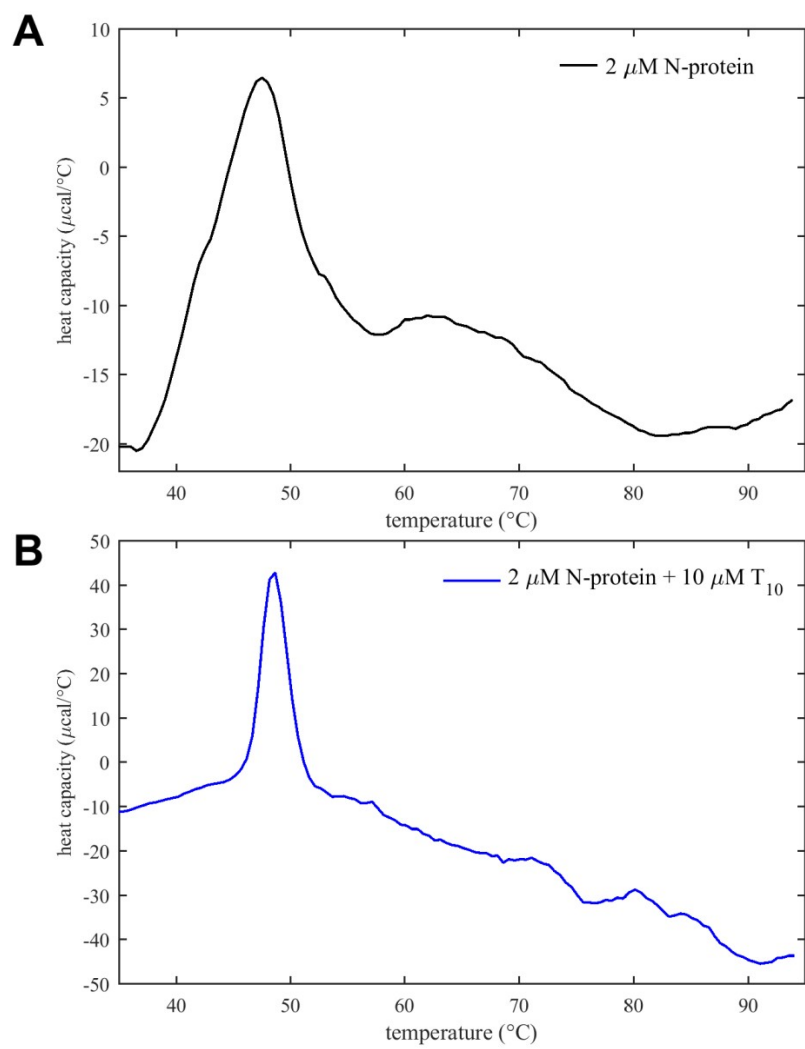 A
10
5
0
-5
-10
-15
-20
heat capacity (μcal/°C)
2 μM N-protein
40 50 60 70 80 90
temperature (°C)
B
50
40
30
20
10
0
-10
-20
-30
-40
-50
heat capacity (μcal/°C)
2 μM N-protein + 10 μM T10
40 50 60 70 80 90
temperature (°C)